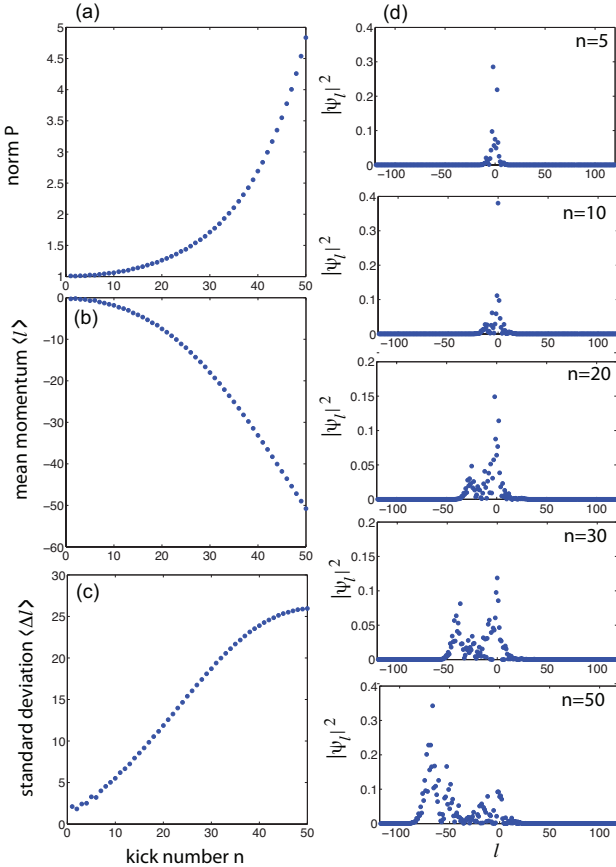 (a)
5
4.5
4
3.5
3
2.5
2
1.5
1
norm P
0 10 20 30 40 50
(b)
0
−10
−20
−30
−40
−50
−60
mean momentum ⟨l⟩
0 10 20 30 40 50
(c)
30
25
20
15
10
5
0
standard deviation ⟨Δl⟩
0 10 20 30 40 50
kick number n
(d)
n=5
0.4
0.3
0.2
0.1
0
|ψ_l|²
−100 −50 0 50 100
n=10
0.4
0.3
0.2
0.1
0
|ψ_l|²
−100 −50 0 50 100
n=20
0.2
0.15
0.1
0.05
0
|ψ_l|²
−100 −50 0 50 100
n=30
0.2
0.15
0.1
0.05
0
|ψ_l|²
−100 −50 0 50 100
n=50
0.4
0.3
0.2
0.1
0
|ψ_l|²
−100 −50 0 50 100
l